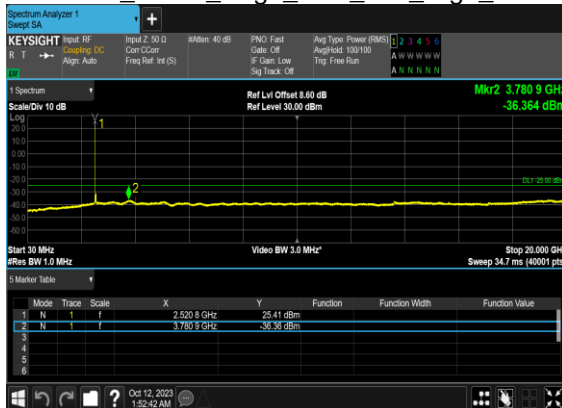 Spectrum Analyzer 1
Swept SA
+
KEYSIGHT Input: RF Input Z: 50 Ω #Atten: 40 dB PNO: Fast Avg Type: Power (RMS) 1 2 3 4 5 6
R T Coupling: DC Corr CCorr Gate: Off Avg|Hold: 100/100 A W W W W W
Align: Auto Freq Ref: Int (S) IF Gain: Low Trig: Free Run
Sig Track: Off A N N N N N
1 Spectrum Ref Lvl Offset 8.60 dB Mkr2 3.780 9 GHz
Scale/Div 10 dB Ref Level 30.00 dBm -36.364 dBm
Log
20.0
10.0
0.00
-10.0
-20.0
-30.0
-40.0
-50.0
-60.0
1
2
DL1 -25.00 dBm
Start 30 MHz Video BW 3.0 MHz* Stop 20.000 GHz
#Res BW 1.0 MHz Sweep 34.7 ms (40001 pts)
5 Marker Table
Mode Trace Scale X Y Function Function Width Function Value
1 N 1 f 2.520 8 GHz 25.41 dBm
2 N 1 f 3.780 9 GHz -36.36 dBm
3
4
5
6
? Oct 12, 2023
1:52:42 AM